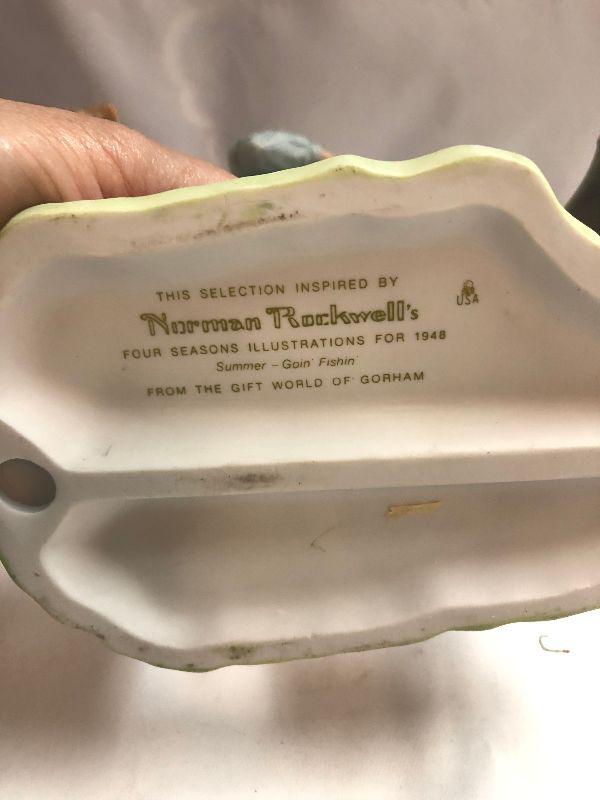 THIS SELECTION INSPIRED BY
Norman Rockwell's
FOUR SEASONS ILLUSTRATIONS FOR 1948
Summer – Goin' Fishin'
FROM THE GIFT WORLD OF GORHAM
USA